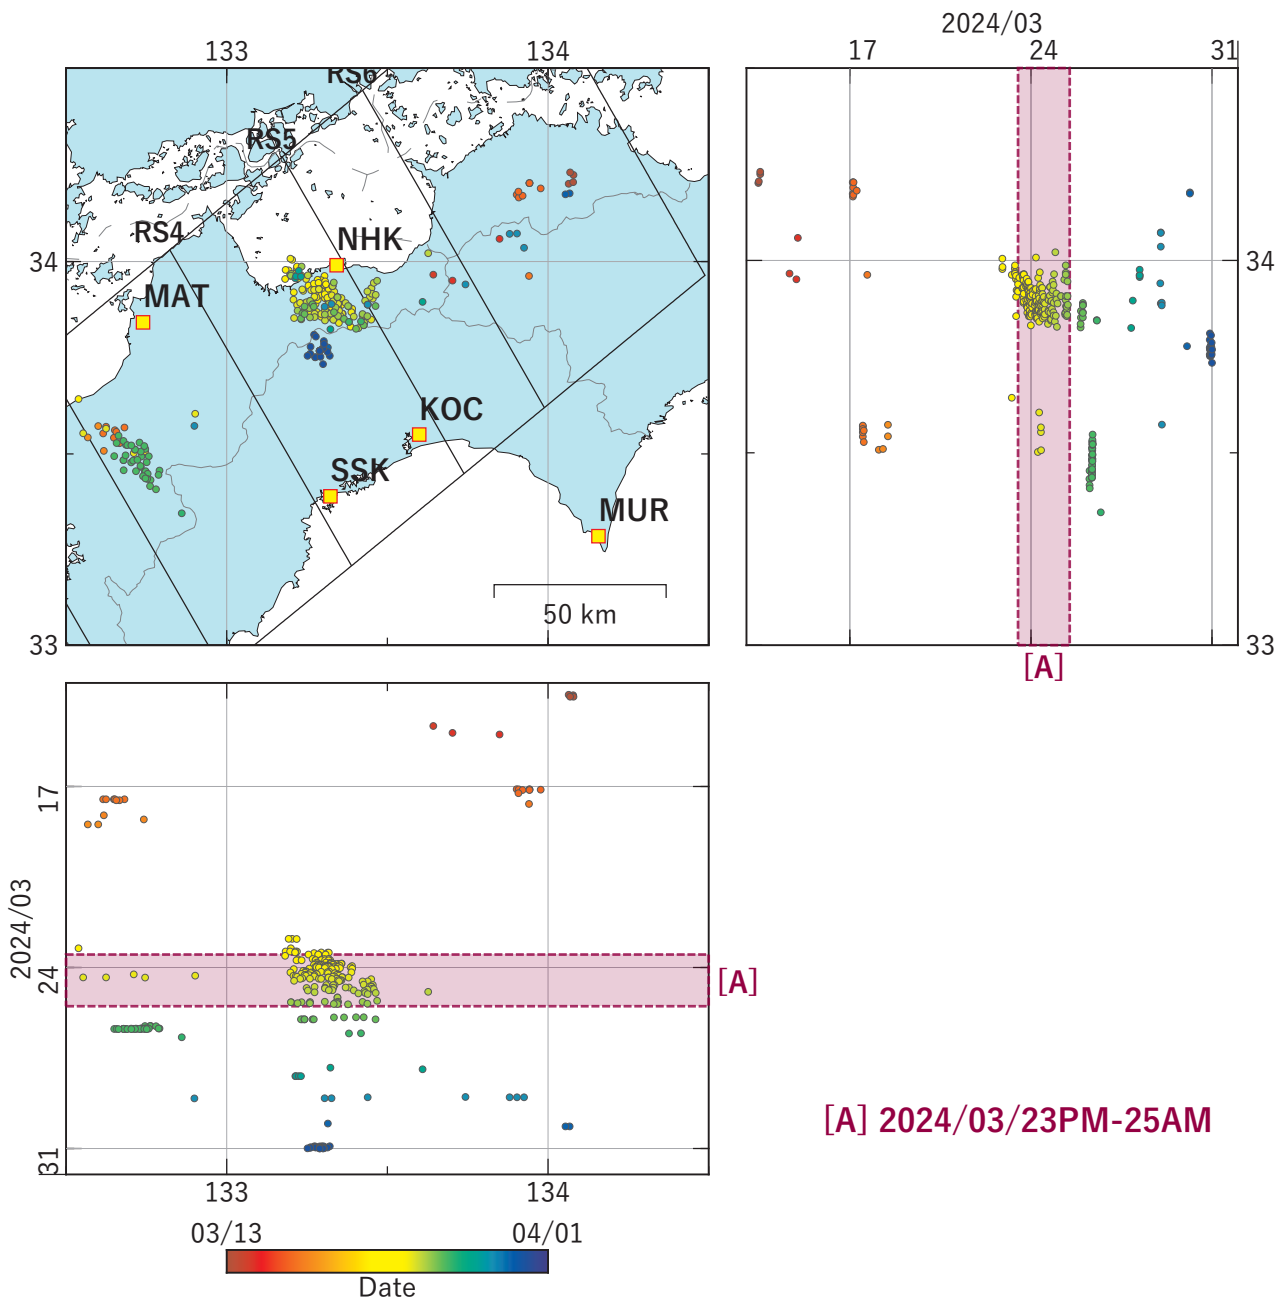 2024/03
133
134
17
24
31
RS6
RS5
RS4
NHK
MAT
KOC
SSK
MUR
50 km
34
33
34
33
[A]
17
24
31
2024/03
[A]
[A] 2024/03/23PM-25AM
133
134
03/13
04/01
Date